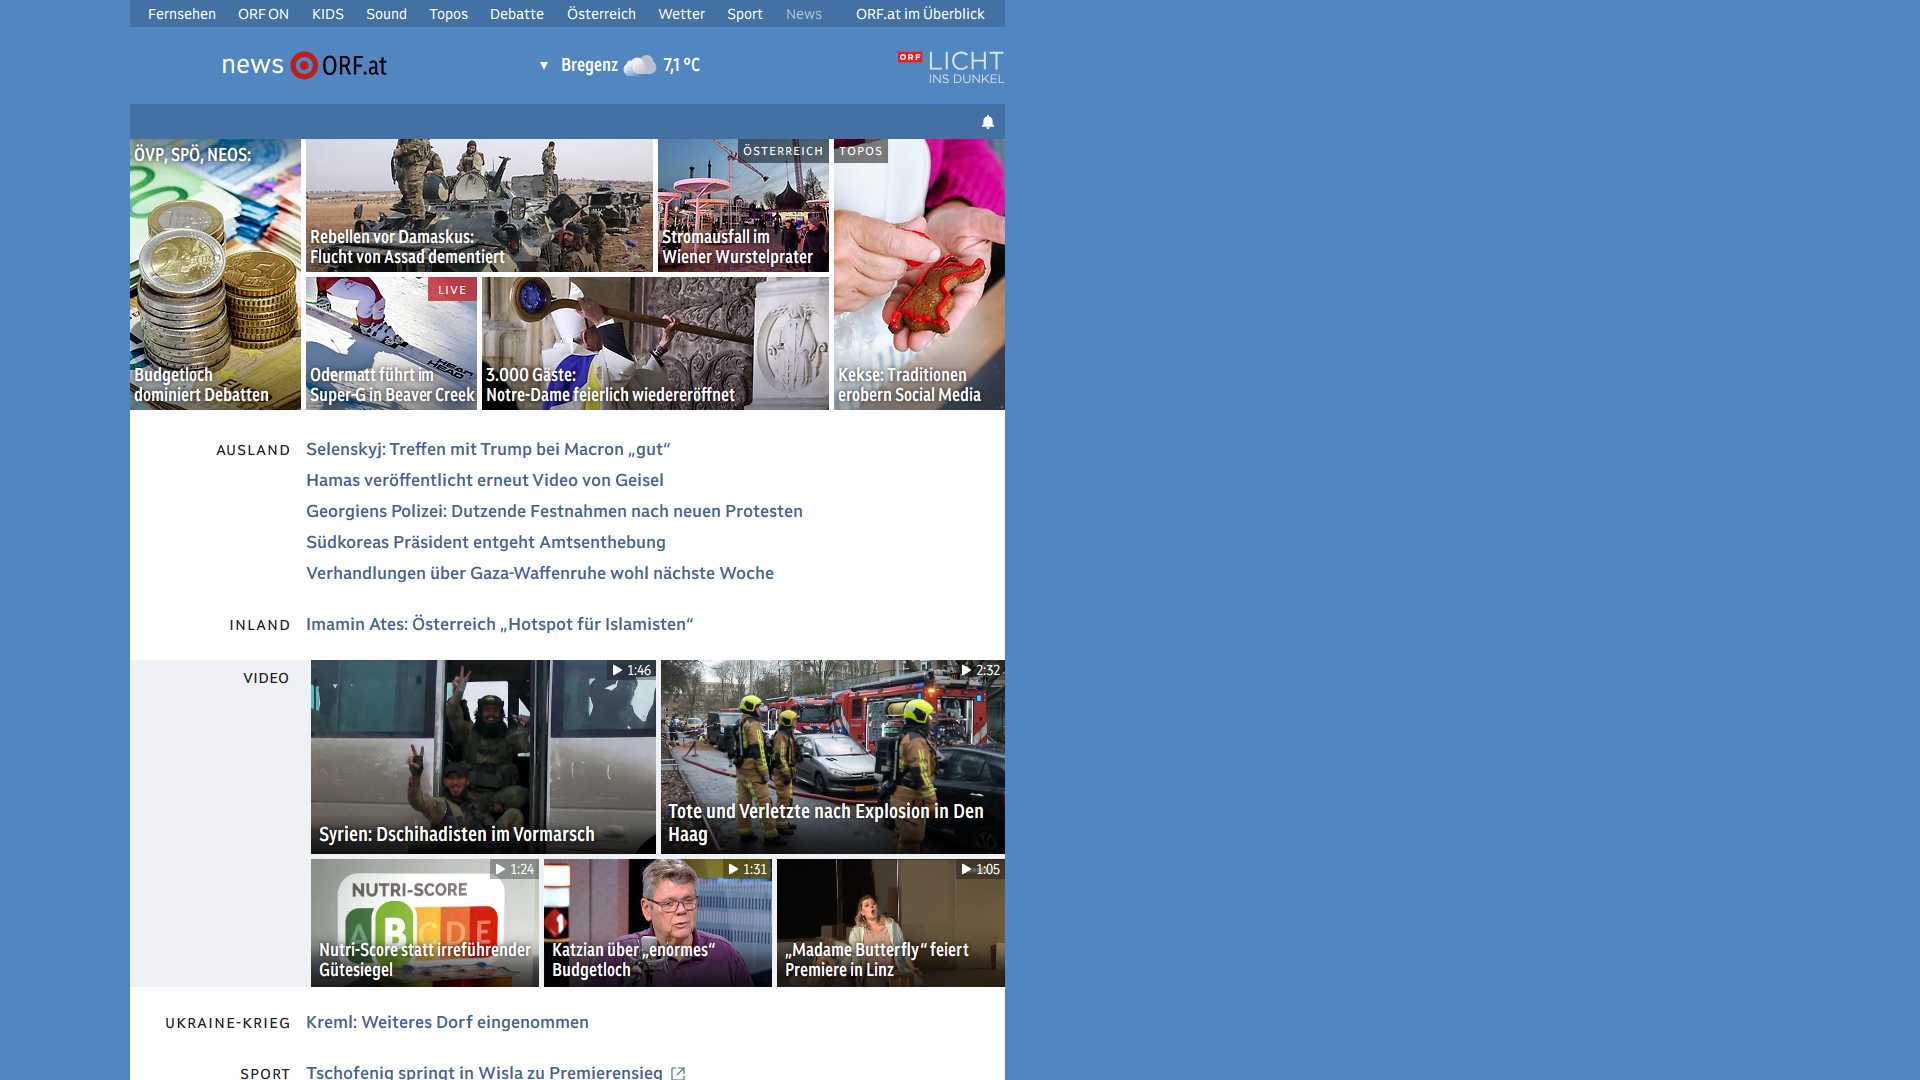 Fernsehen ORF ON KIDS Sound Topos Debatte Österreich Wetter Sport News ORF.at im Überblick
news ORF.at
Bregenz 7,1 °C
ORF LICHT
INS DUNKEL
ÖVP, SPÖ, NEOS:
Budgetloch
dominiert Debatten
Rebellen vor Damaskus:
Flucht von Assad dementiert
ÖSTERREICH
Stromausfall im
Wiener Wurstelprater
TOPOS
Kekse: Traditionen
erobern Social Media
LIVE
Odermatt führt im
Super-G in Beaver Creek
3.000 Gäste:
Notre-Dame feierlich wiedereröffnet
AUSLAND
Selenskyj: Treffen mit Trump bei Macron „gut“
Hamas veröffentlicht erneut Video von Geisel
Georgiens Polizei: Dutzende Festnahmen nach neuen Protesten
Südkoreas Präsident entgeht Amtsenthebung
Verhandlungen über Gaza-Waffenruhe wohl nächste Woche
INLAND
Imamin Ates: Österreich „Hotspot für Islamisten“
VIDEO
1:46
Syrien: Dschihadisten im Vormarsch
2:32
Tote und Verletzte nach Explosion in Den
Haag
1:24
NUTRI-SCORE
A B C D E
Nutri-Score statt irreführender
Gütesiegel
1:31
Katzian über „enormes“
Budgetloch
1:05
„Madame Butterfly“ feiert
Premiere in Linz
UKRAINE-KRIEG
Kreml: Weiteres Dorf eingenommen
SPORT
Tschofenig springt in Wisla zu Premierensieg